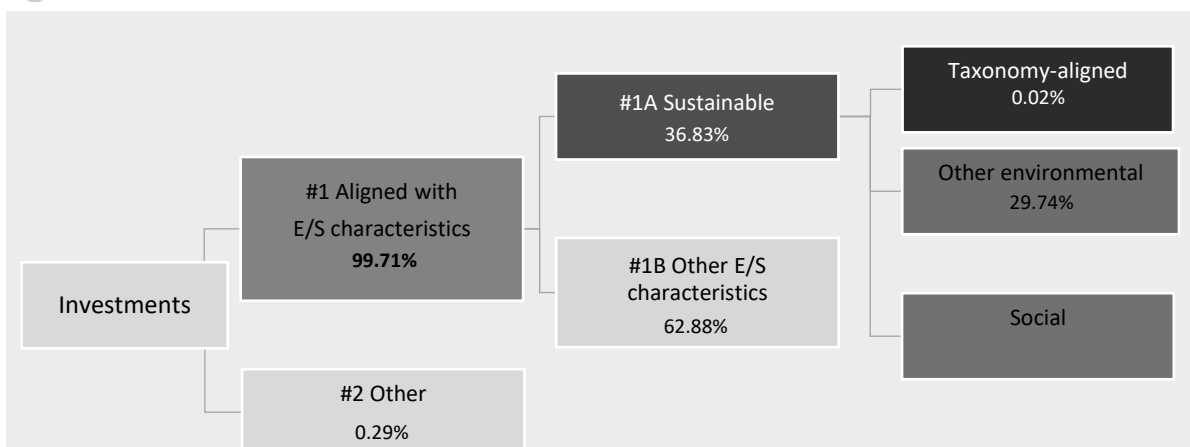 Investments
#1 Aligned with
E/S characteristics
99.71%
#2 Other
0.29%
#1A Sustainable
36.83%
#1B Other E/S
characteristics
62.88%
Taxonomy-aligned
0.02%
Other environmental
29.74%
Social